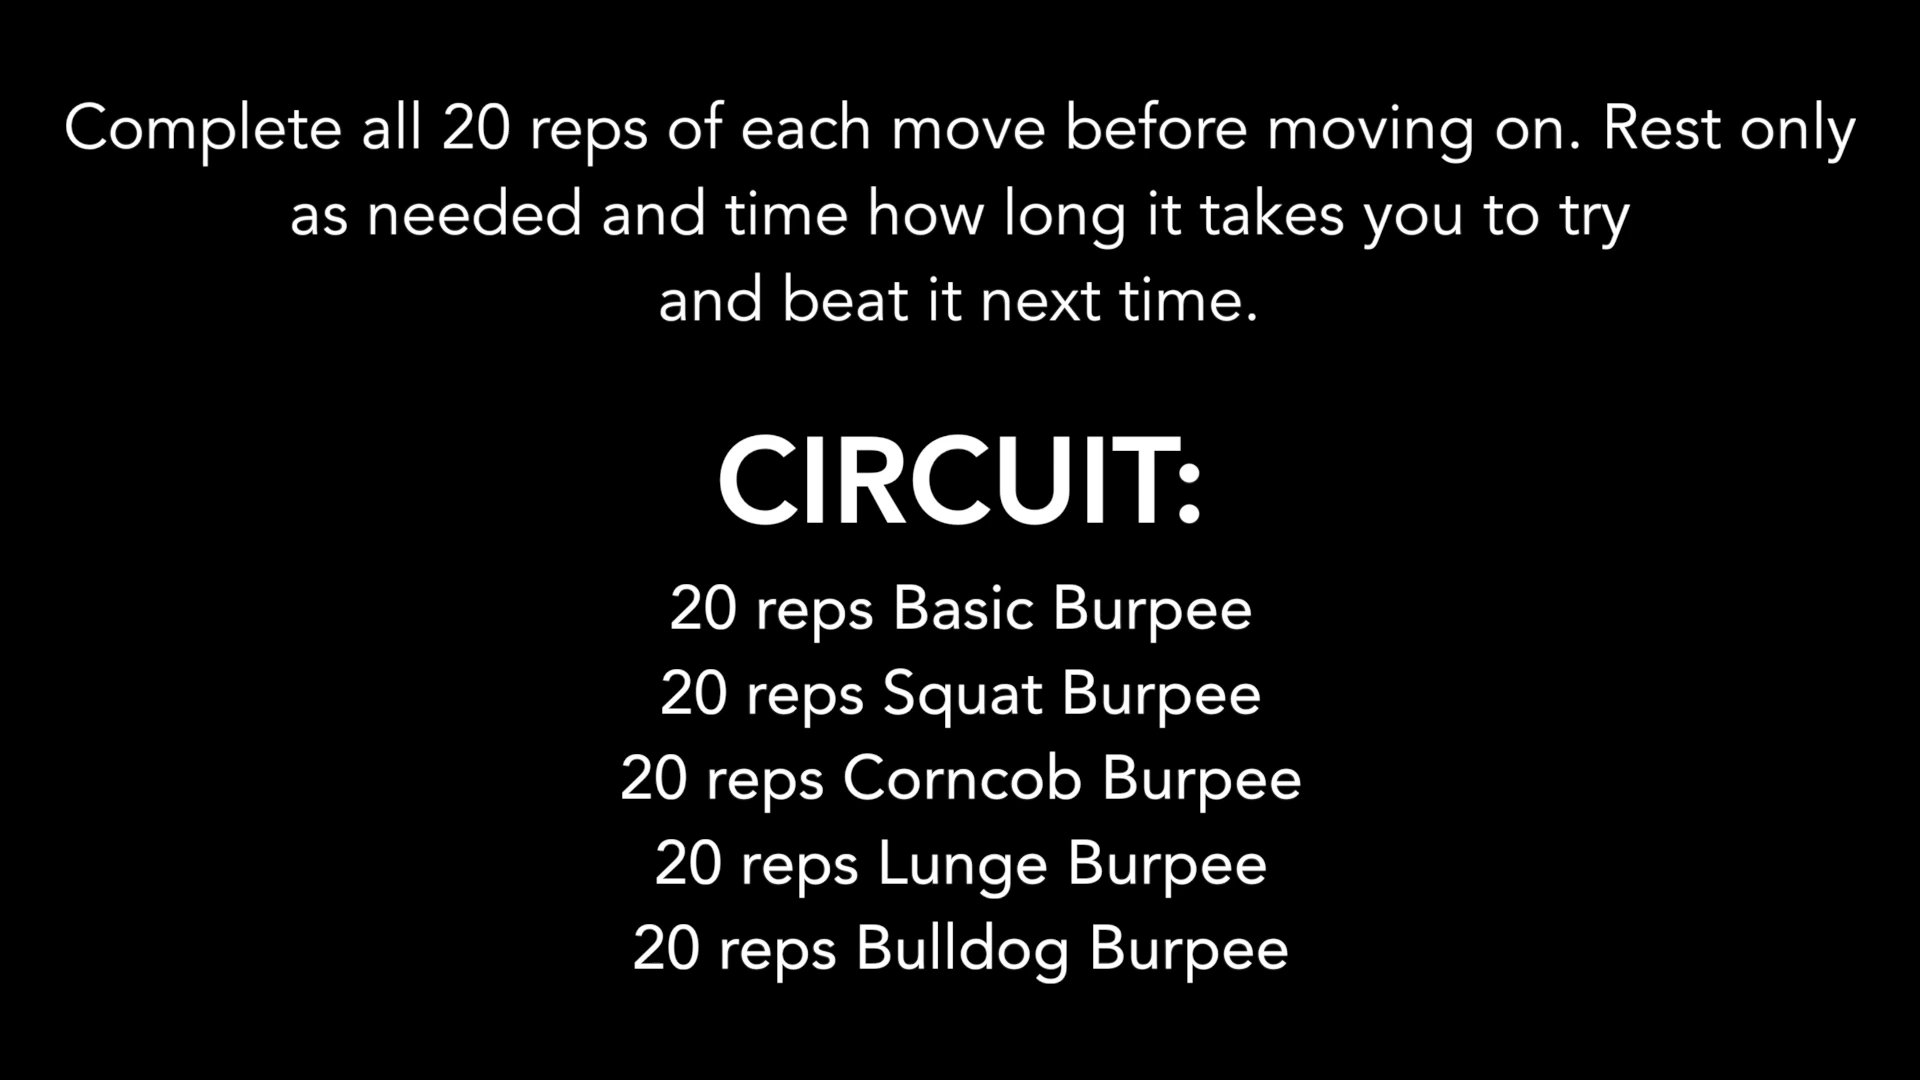 Complete all 20 reps of each move before moving on. Rest only
as needed and time how long it takes you to try
and beat it next time.
CIRCUIT:
20 reps Basic Burpee
20 reps Squat Burpee
20 reps Corncob Burpee
20 reps Lunge Burpee
20 reps Bulldog Burpee